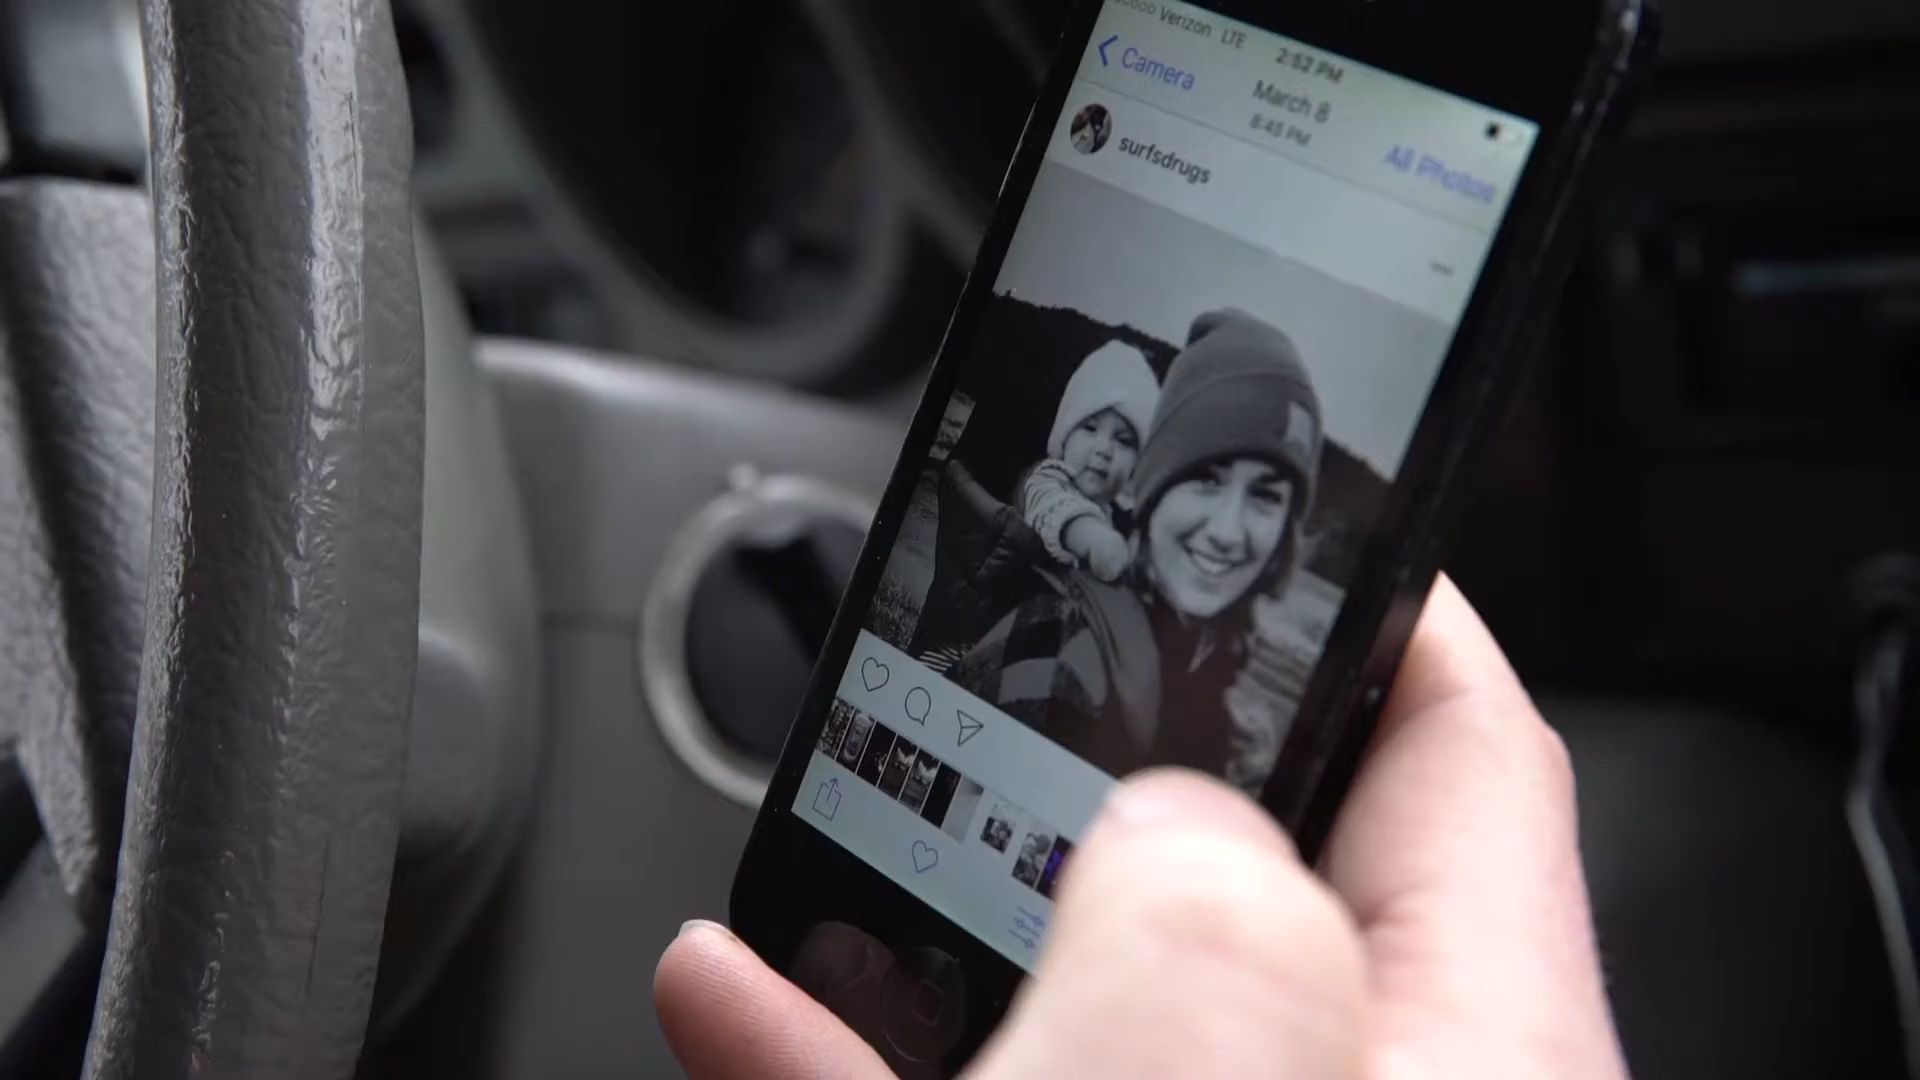 Verizon LTE
2:52 PM
Camera
March 8
8:45 PM
All Photos
surfsdrugs